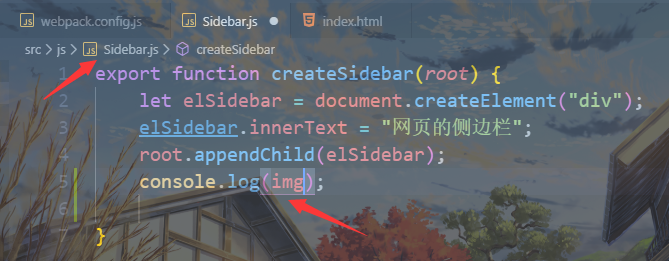 webpack.config.js JS Sidebar.js index.html
src > js > JS Sidebar.js > createSidebar
1 export function createSidebar(root) {
2 let elSidebar = document.createElement("div");
3 elSidebar.innerText = "网页的侧边栏";
4 root.appendChild(elSidebar);
5 console.log(img);
6
7 }